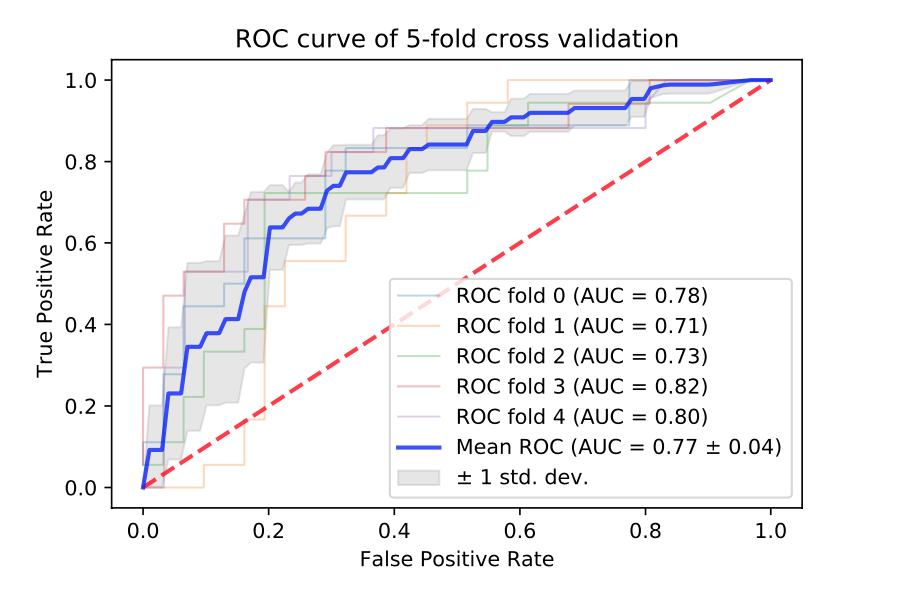 ROC curve of 5-fold cross validation
True Positive Rate
1.0
0.8
0.6
0.4
0.2
0.0
ROC fold 0 (AUC = 0.78)
ROC fold 1 (AUC = 0.71)
ROC fold 2 (AUC = 0.73)
ROC fold 3 (AUC = 0.82)
ROC fold 4 (AUC = 0.80)
Mean ROC (AUC = 0.77 ± 0.04)
± 1 std. dev.
0.0 0.2 0.4 0.6 0.8 1.0
False Positive Rate